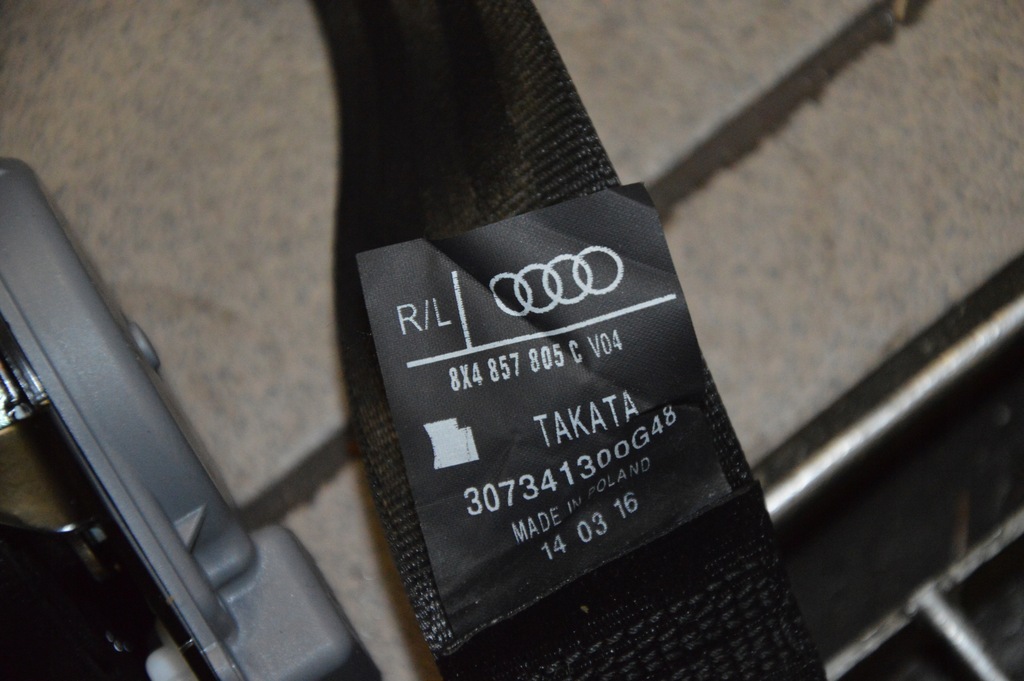 R/L
8X4 857 805 C V04
TAKATA
307341300G48
MADE IN POLAND
14 03 16